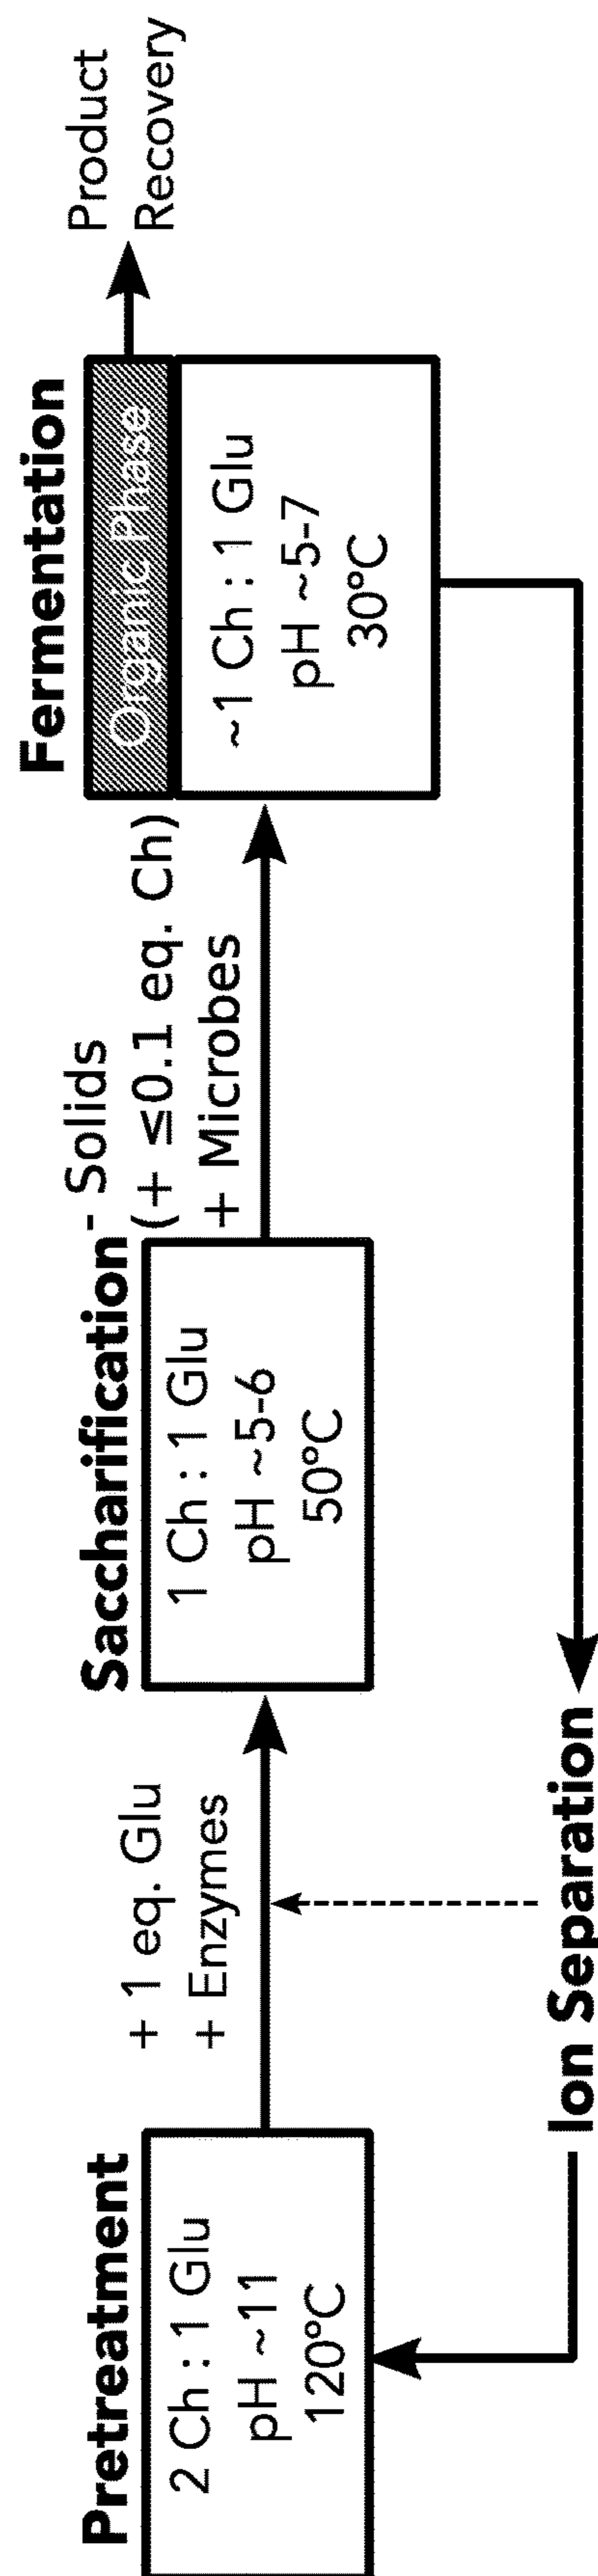 Pretreatment
2 Ch : 1 Glu
pH ~11
120°C
+ 1 eq. Glu
+ Enzymes
Saccharification
1 Ch : 1 Glu
pH ~5-6
50°C
- Solids
(+ ≤0.1 eq. Ch)
+ Microbes
Fermentation
Organic Phase
~1 Ch : 1 Glu
pH ~5-7
30°C
Product
Recovery
Ion Separation